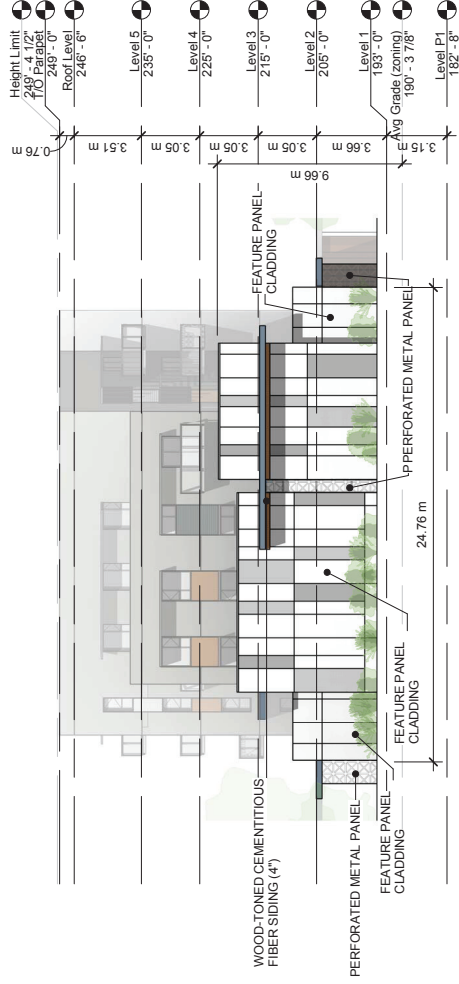 Height Limit
249' - 4 1/2"
T/O Parapet
249' - 0"
Roof Level
246' - 6"
Level 5
235' - 0"
Level 4
225' - 0"
Level 3
215' - 0"
Level 2
205' - 0"
Level 1
193' - 0"
Avg Grade (zoning)
190' - 3 7/8"
Level P1
182' - 8"
0.76 m
3.51 m
3.05 m
3.05 m
3.05 m
3.66 m
3.15 m
9.66 m
FEATURE PANEL
CLADDING
WOOD-TONED CEMENTITIOUS
FIBER SIDING (4")
PERFORATED METAL PANEL
FEATURE PANEL
CLADDING
FEATURE PANEL
CLADDING
24.76 m
PPERFORATED METAL PANEL